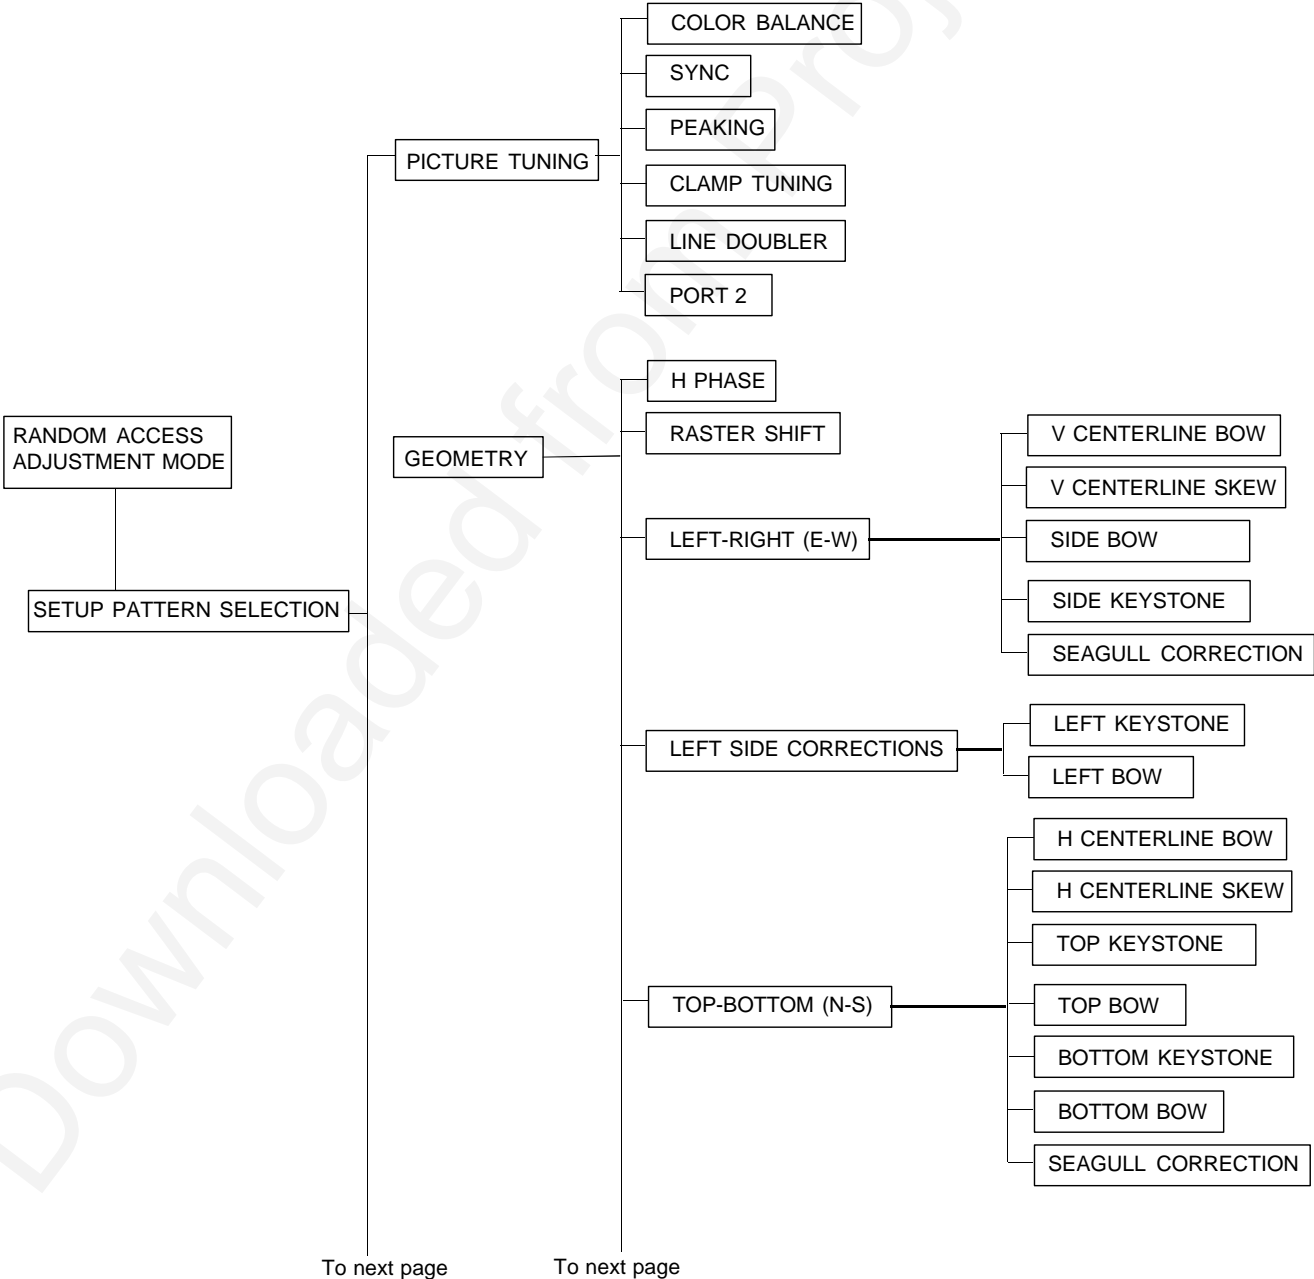 COLOR BALANCE
SYNC
PEAKING
PICTURE TUNING
CLAMP TUNING
LINE DOUBLER
PORT 2
H PHASE
RANDOM ACCESS
ADJUSTMENT MODE
GEOMETRY
RASTER SHIFT
V CENTERLINE BOW
V CENTERLINE SKEW
LEFT-RIGHT (E-W)
SIDE BOW
SETUP PATTERN SELECTION
SIDE KEYSTONE
SEAGULL CORRECTION
LEFT KEYSTONE
LEFT SIDE CORRECTIONS
LEFT BOW
H CENTERLINE BOW
H CENTERLINE SKEW
TOP KEYSTONE
TOP-BOTTOM (N-S)
TOP BOW
BOTTOM KEYSTONE
BOTTOM BOW
SEAGULL CORRECTION
To next page
To next page
Downloaded from Proj